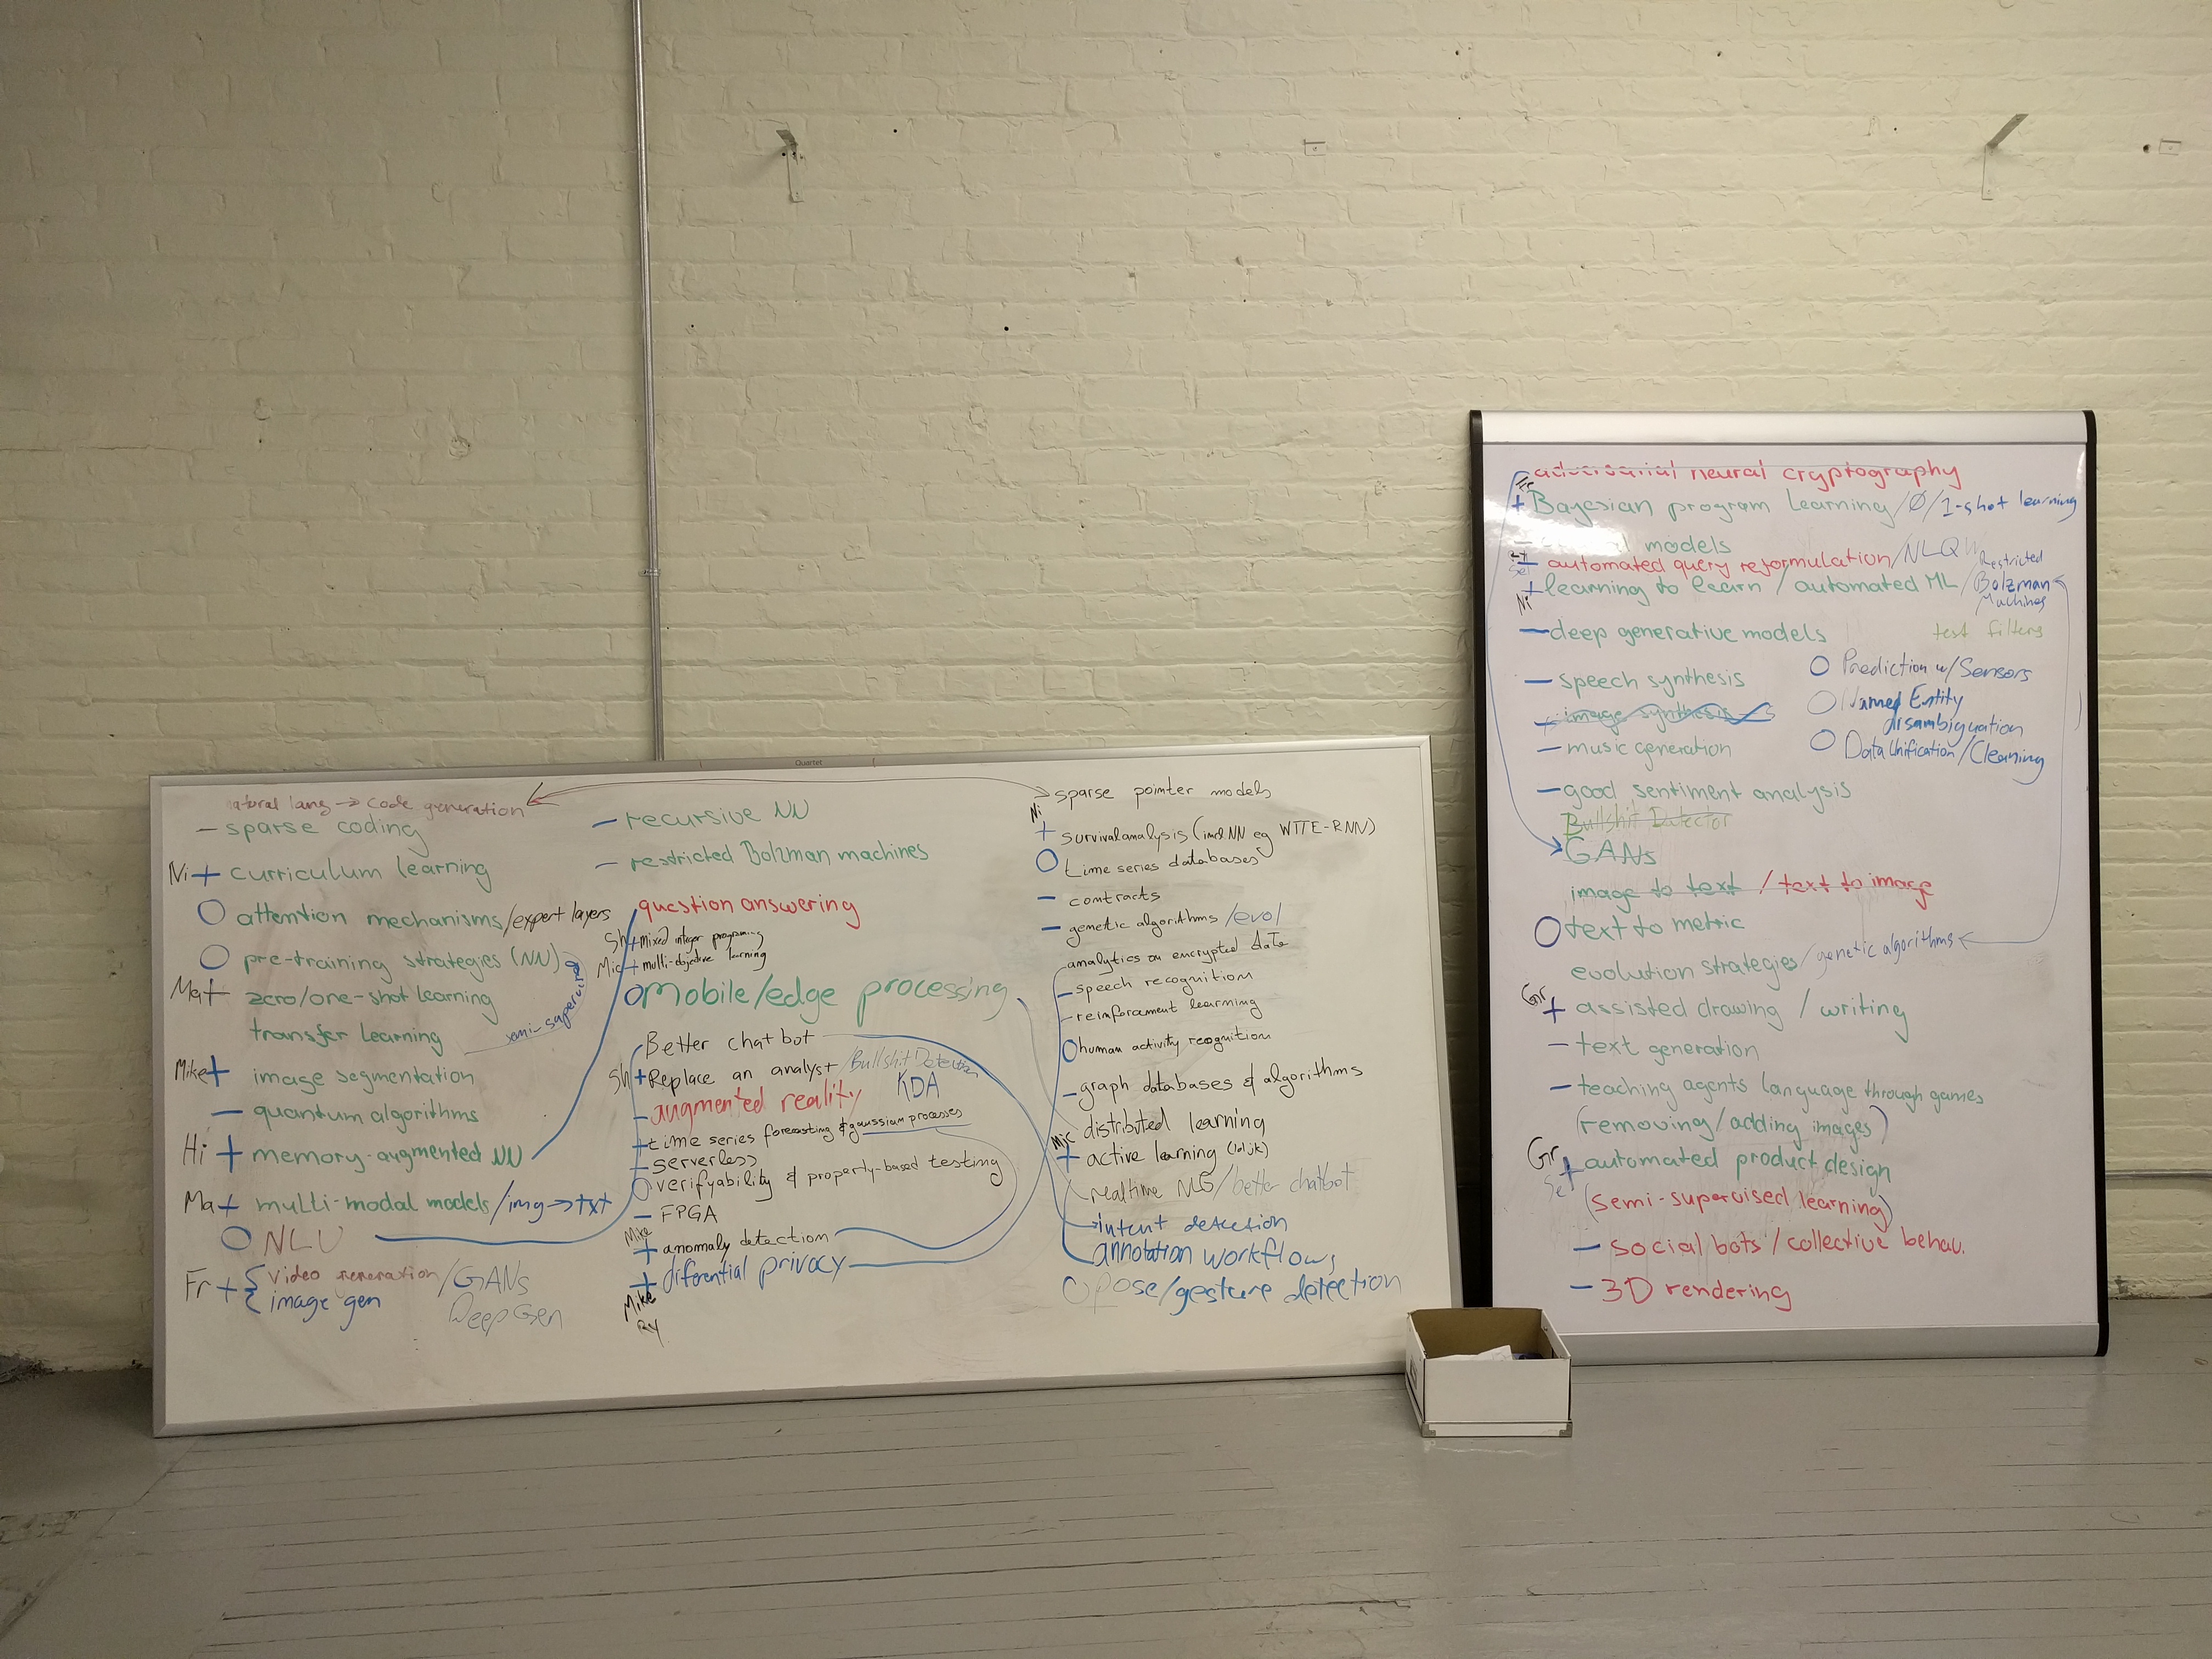 Quartet
natural lang → code generation
– sparse coding
Ni + curriculum learning
O attention mechanisms/expert layers
O pre-training strategies (NN)
Ma + zero/one-shot learning
transfer learning
semi-supervised
Mike + image segmentation
– quantum algorithms
Hi + memory-augmented NN
Ma + multi-modal models/img→txt
O NLU
Fr + { video generation/GANs
image gen
DeepGen
– recursive NN
– restricted Bolzman machines
question answering
Sh + Mixed integer programing
Mic + multi-objective learning
O Mobile/edge processing
Better chatbot
Sh + Replace an analyst/Bullshit Detection
KDA
– augmented reality
+ time series forecasting & gaussian processes
– serverless
O verifyability & property-based testing
– FPGA
Mike + anomaly detection
+ diferential privacy
Mike
Ry
→ sparse pointer models
Ni
+ survival analysis (incl. NN eg WTTE-RNN)
O time series databases
– contracts
– genetic algorithms/evol
analytics on encrypted data
– speech recognition
– reinforcement learning
O human activity recognition
– graph databases & algorithms
distributed learning
Mic + active learning (lol jk)
realtime NLG/better chatbot
→ intent detection
annotation workflows
O pose/gesture detection
adversarial neural cryptography
+ Bayesian program learning/Ø/1-shot learning
models
Se + automated query reformulation/NLQ
Ni + learning to learn / automated ML/
Restricted
Bolzman
Machines
– deep generative models
test filters
– speech synthesis
O Prediction w/Sensors
image synthesis
O Named Entity
disambiguation
– music generation
O Data Unification/Cleaning
– good sentiment analysis
Bullshit Detector
→ GANs
image to text / text to image
O text to metric
evolution strategies/genetic algorithms
Gr + assisted drawing / writing
– text generation
– teaching agents language through games
(removing/adding images)
Gr + automated product design
Se
(semi-supervised learning)
– social bots / collective behav.
– 3D rendering